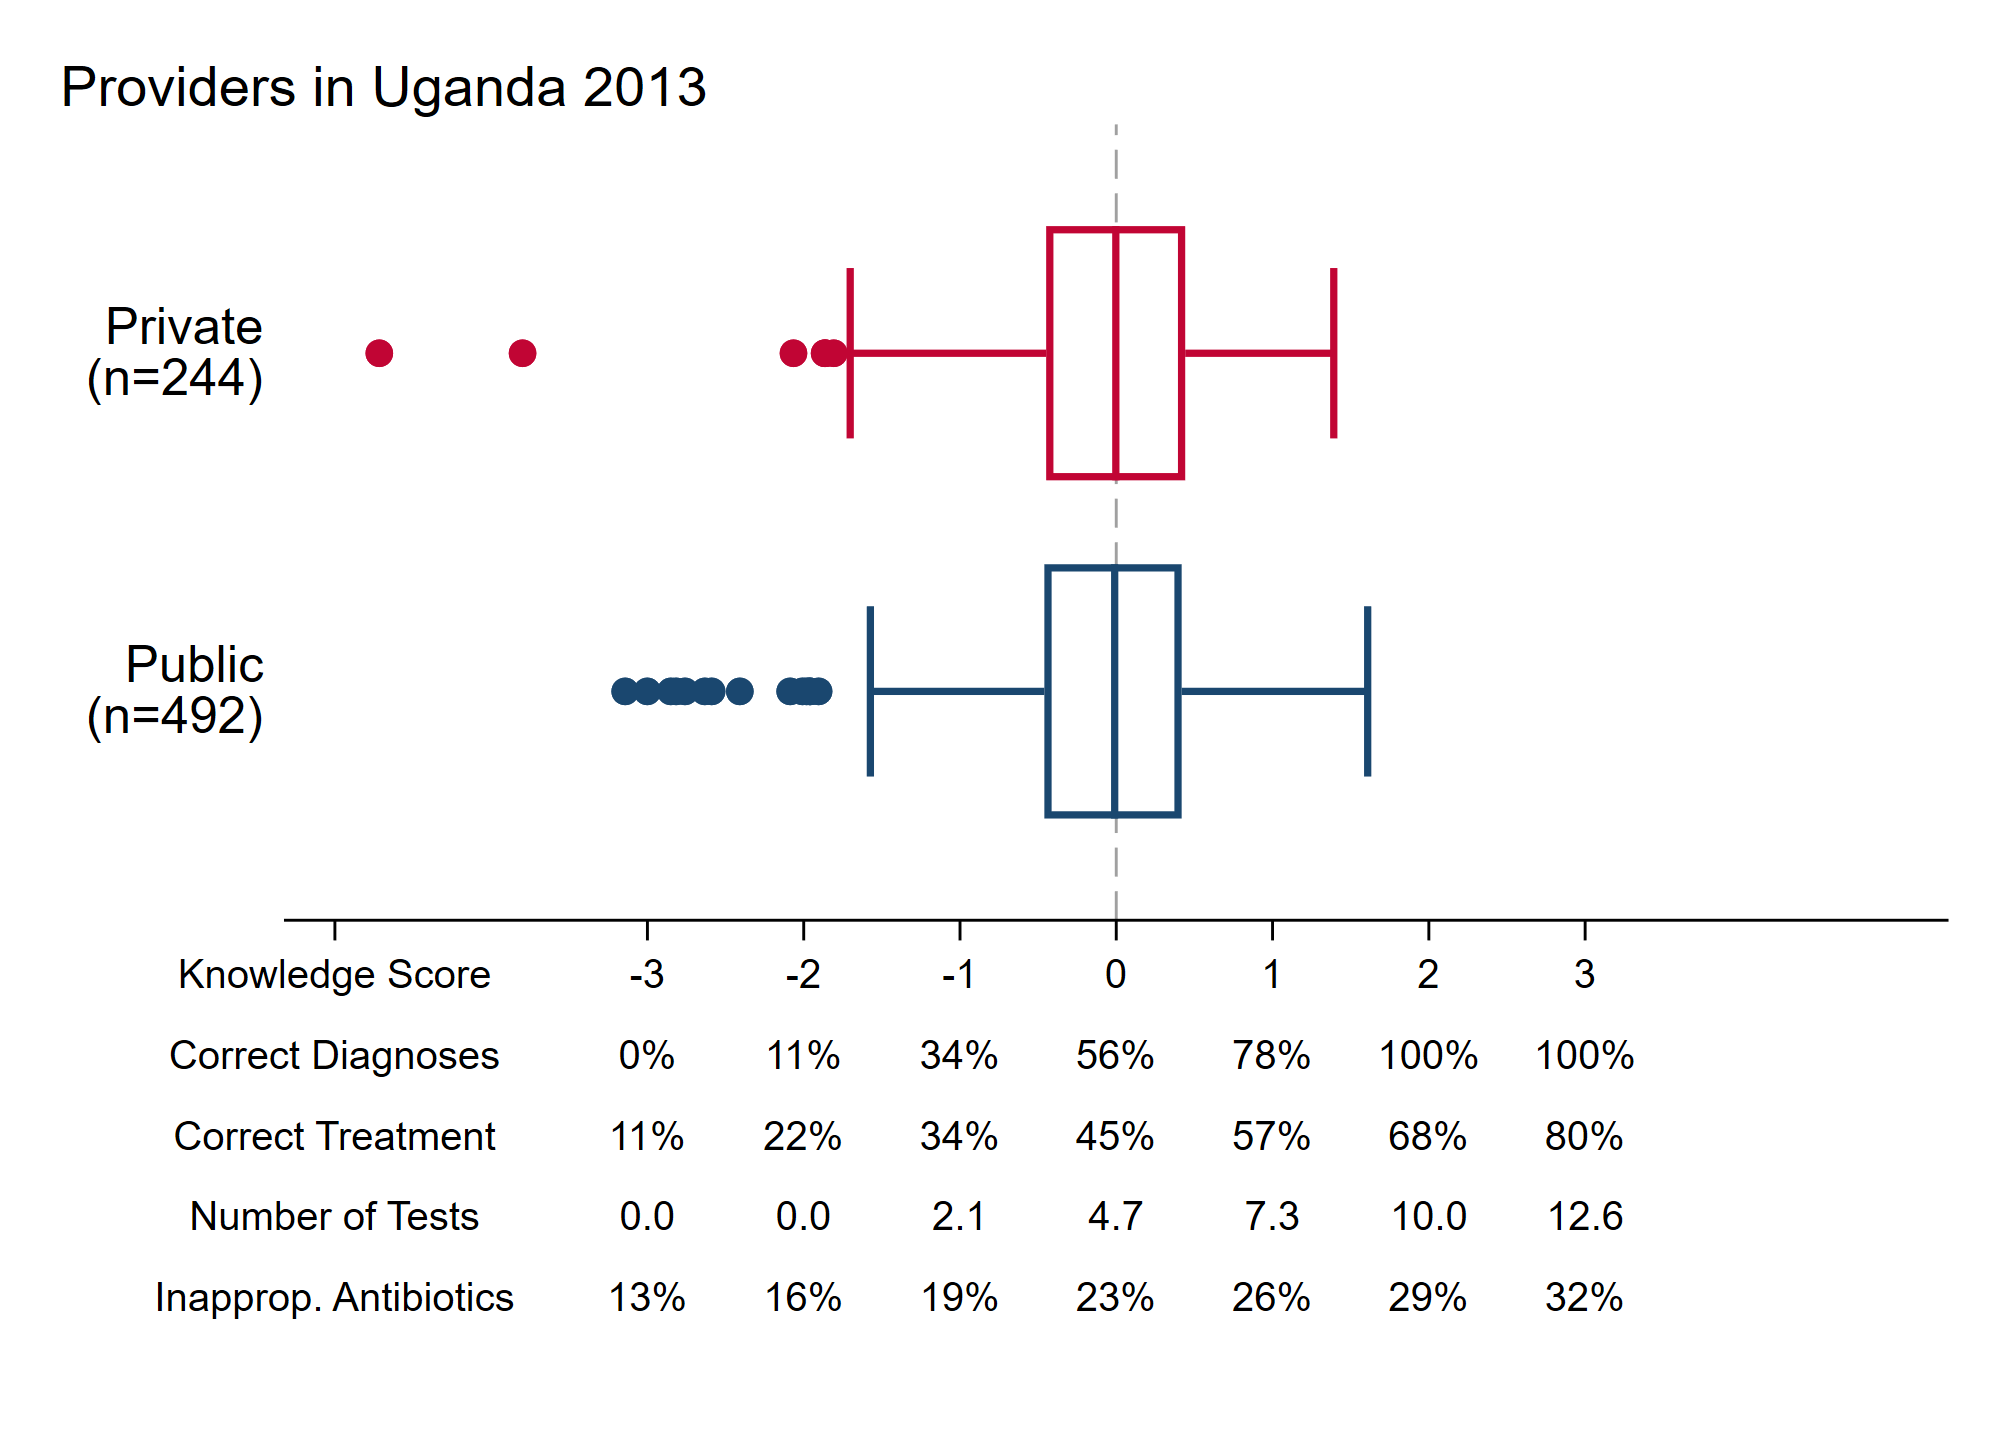 Providers in Uganda 2013
Private
(n=244)
Public
(n=492)
Knowledge Score -3 -2 -1 0 1 2 3
Correct Diagnoses 0% 11% 34% 56% 78% 100% 100%
Correct Treatment 11% 22% 34% 45% 57% 68% 80%
Number of Tests 0.0 0.0 2.1 4.7 7.3 10.0 12.6
Inapprop. Antibiotics 13% 16% 19% 23% 26% 29% 32%